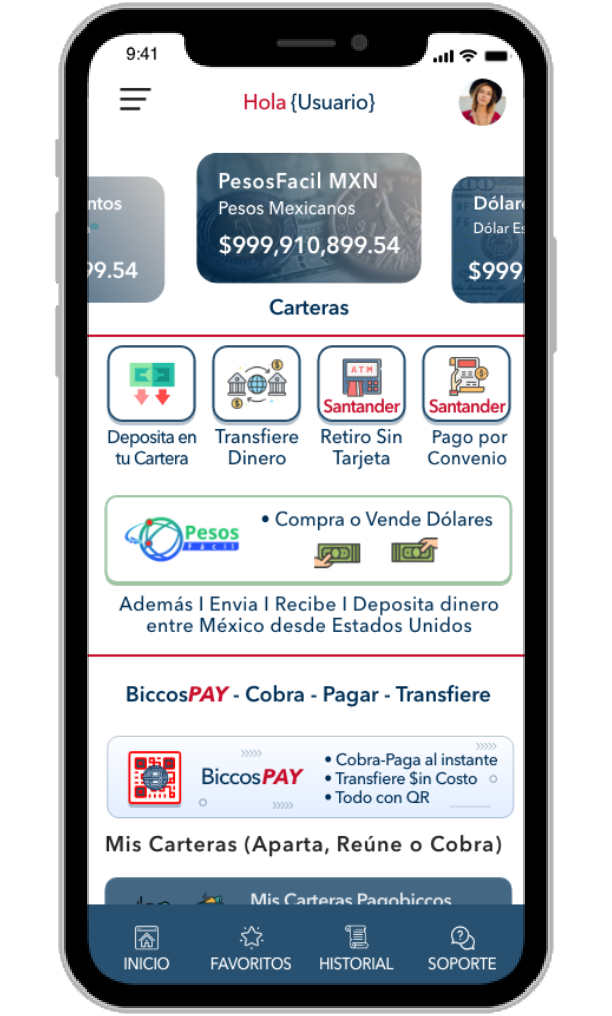 9:41
Hola {Usuario}
ntos
99.54
PesosFacil MXN
Pesos Mexicanos
$999,910,899.54
Dólar
Dólar Es
$999
Carteras
ATM
Santander
Santander
Deposita en
tu Cartera
Transfiere
Dinero
Retiro Sin
Tarjeta
Pago por
Convenio
Pesos
Fácil
• Compra o Vende Dólares
Además I Envia I Recibe I Deposita dinero
entre México desde Estados Unidos
BiccosPAY - Cobra - Pagar - Transfiere
BiccosPAY
• Cobra-Paga al instante
• Transfiere $in Costo
• Todo con QR
Mis Carteras (Aparta, Reúne o Cobra)
Mis Carteras Pagobiccos
INICIO
FAVORITOS
HISTORIAL
SOPORTE